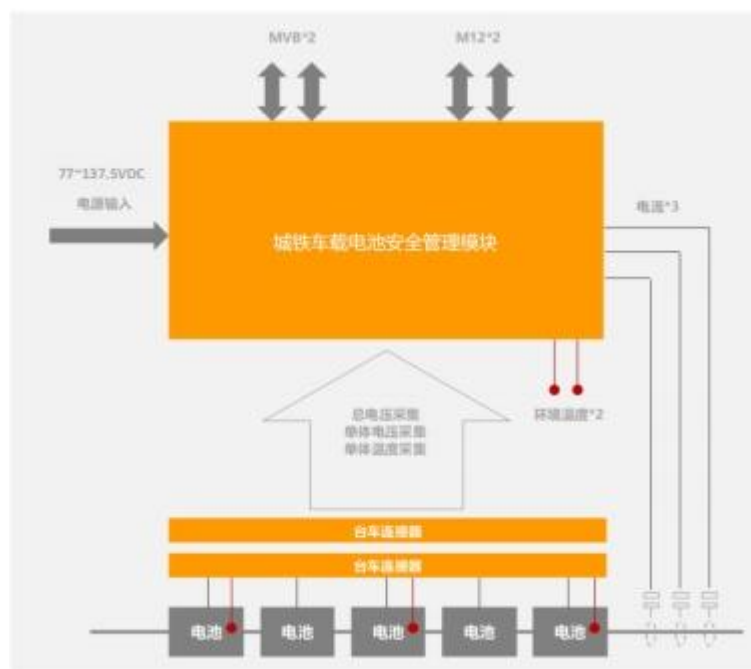 MVB*2
M12*2
77~137.5VDC
电源输入
城铁车载电池安全管理模块
电流*3
总电压采集
单体电压采集
单体温度采集
环境温度*2
台车连接器
台车连接器
电池
电池
电池
电池
电池